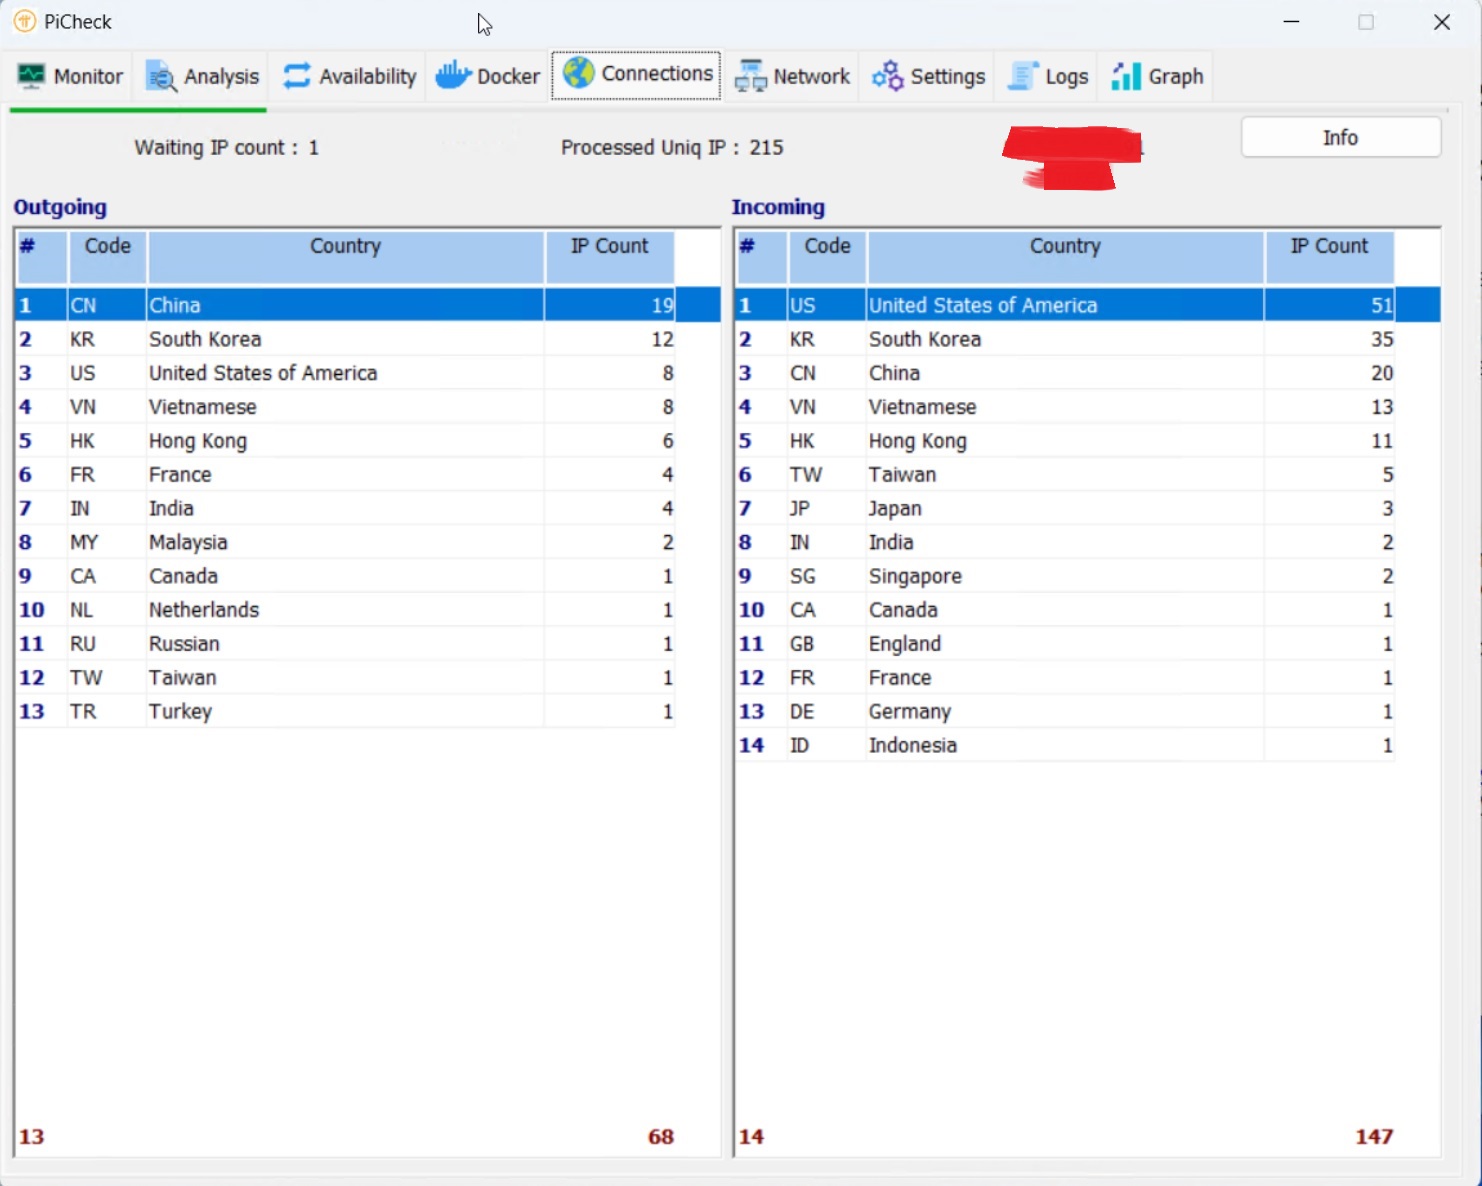 PiCheck
Monitor Analysis Availability Docker Connections Network Settings Logs Graph
Waiting IP count : 1 Processed Uniq IP : 215 Info
Outgoing
# Code Country IP Count
1 CN China 19
2 KR South Korea 12
3 US United States of America 8
4 VN Vietnamese 8
5 HK Hong Kong 6
6 FR France 4
7 IN India 4
8 MY Malaysia 2
9 CA Canada 1
10 NL Netherlands 1
11 RU Russian 1
12 TW Taiwan 1
13 TR Turkey 1
13 68
Incoming
# Code Country IP Count
1 US United States of America 51
2 KR South Korea 35
3 CN China 20
4 VN Vietnamese 13
5 HK Hong Kong 11
6 TW Taiwan 5
7 JP Japan 3
8 IN India 2
9 SG Singapore 2
10 CA Canada 1
11 GB England 1
12 FR France 1
13 DE Germany 1
14 ID Indonesia 1
14 147